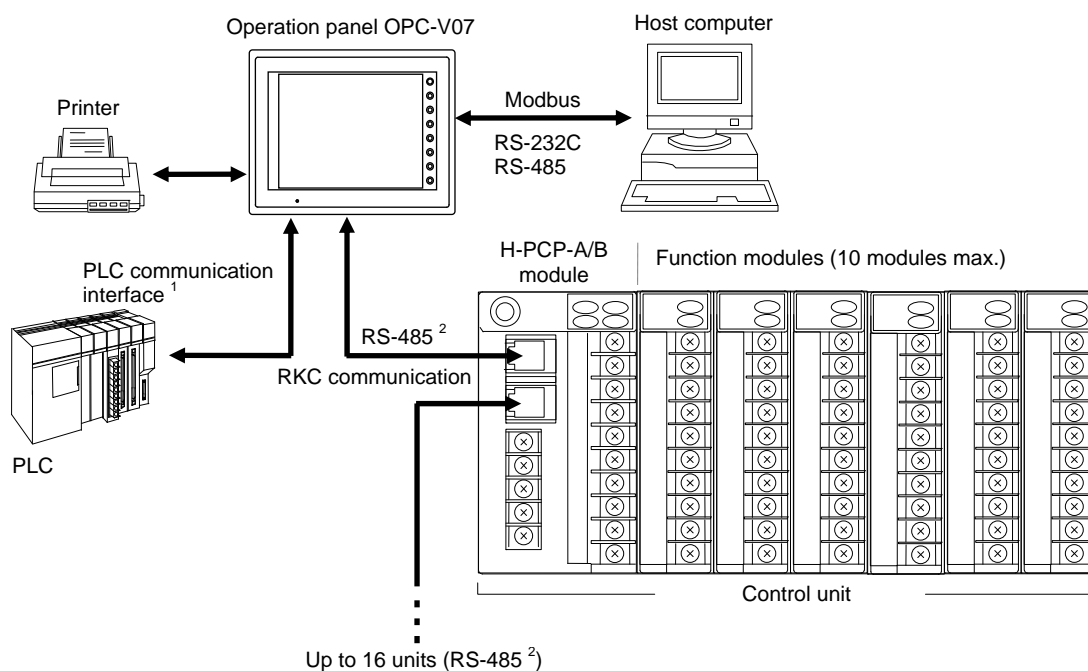 Operation panel OPC-V07
Host computer
Printer
Modbus
RS-232C
RS-485
H-PCP-A/B
module
Function modules (10 modules max.)
PLC communication
interface 1
RS-485 2
RKC communication
PLC
Control unit
Up to 16 units (RS-485 2)